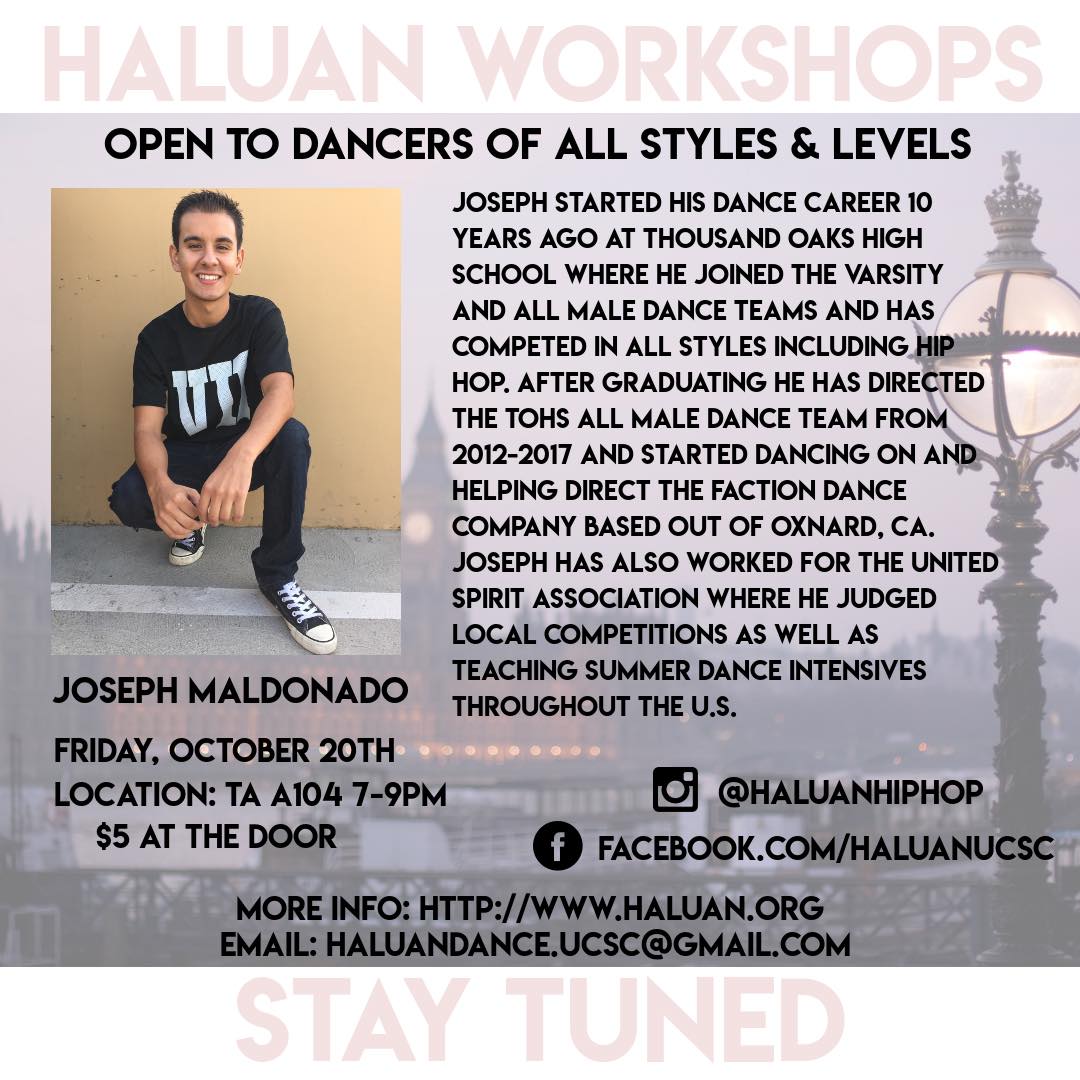 HALUAN WORKSHOPS
OPEN TO DANCERS OF ALL STYLES & LEVELS
JOSEPH STARTED HIS DANCE CAREER 10
YEARS AGO AT THOUSAND OAKS HIGH
SCHOOL WHERE HE JOINED THE VARSITY
AND ALL MALE DANCE TEAMS AND HAS
COMPETED IN ALL STYLES INCLUDING HIP
HOP. AFTER GRADUATING HE HAS DIRECTED
THE TOHS ALL MALE DANCE TEAM FROM
2012-2017 AND STARTED DANCING ON AND
HELPING DIRECT THE FACTION DANCE
COMPANY BASED OUT OF OXNARD, CA.
JOSEPH HAS ALSO WORKED FOR THE UNITED
SPIRIT ASSOCIATION WHERE HE JUDGED
LOCAL COMPETITIONS AS WELL AS
TEACHING SUMMER DANCE INTENSIVES
THROUGHOUT THE U.S.
JOSEPH MALDONADO
FRIDAY, OCTOBER 20TH
LOCATION: TA A104 7-9PM
$5 AT THE DOOR
@HALUANHIPHOP
FACEBOOK.COM/HALUANUCSC
MORE INFO: HTTP://WWW.HALUAN.ORG
EMAIL: HALUANDANCE.UCSC@GMAIL.COM
STAY TUNED